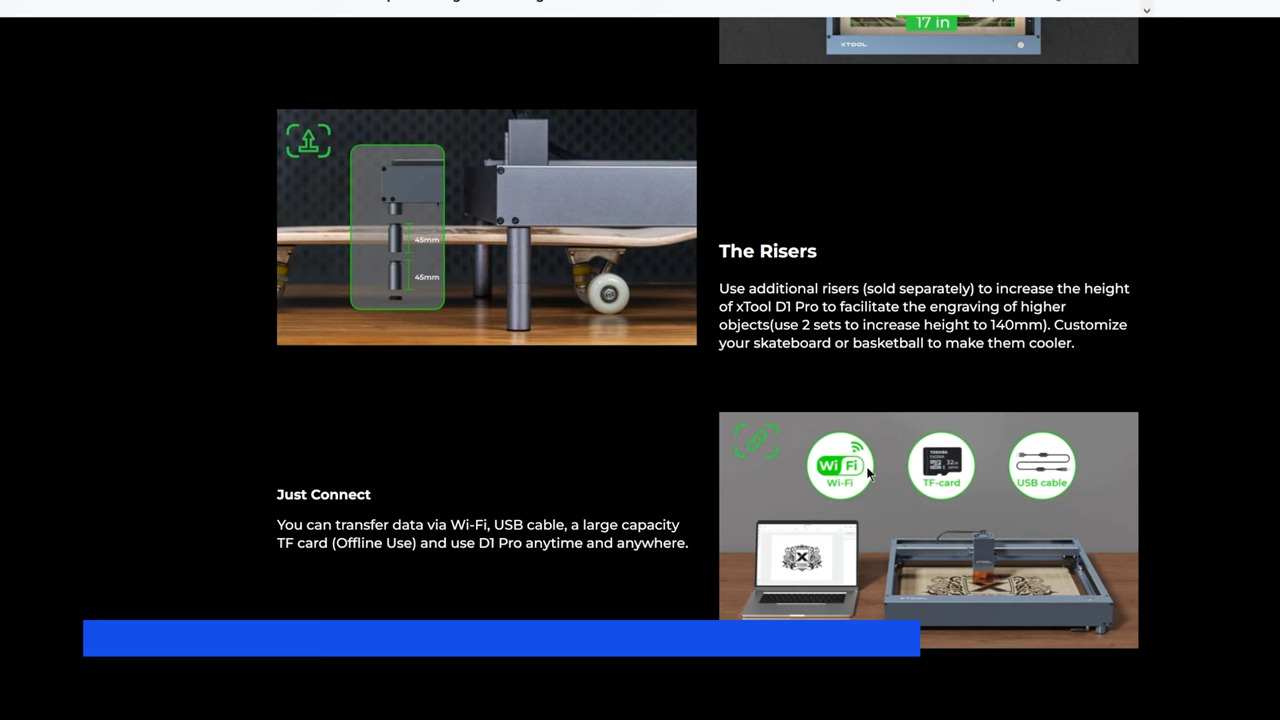 17 in
XTOOL
45mm
45mm
The Risers
Use additional risers (sold separately) to increase the height
of xTool D1 Pro to facilitate the engraving of higher
objects(use 2 sets to increase height to 140mm). Customize
your skateboard or basketball to make them cooler.
Wi Fi
Wi-Fi
TOSHIBA
32GB
TF-card
USB cable
Just Connect
You can transfer data via Wi-Fi, USB cable, a large capacity
TF card (Offline Use) and use D1 Pro anytime and anywhere.
X